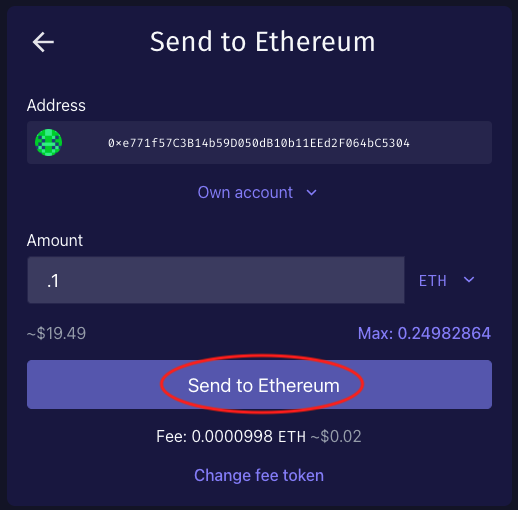 Send to Ethereum
Address
0xe771f57C3B14b59D050dB10b11EEd2F064bC5304
Own account
Amount
.1 ETH
~$19.49 Max: 0.24982864
Send to Ethereum
Fee: 0.0000998 ETH ~$0.02
Change fee token